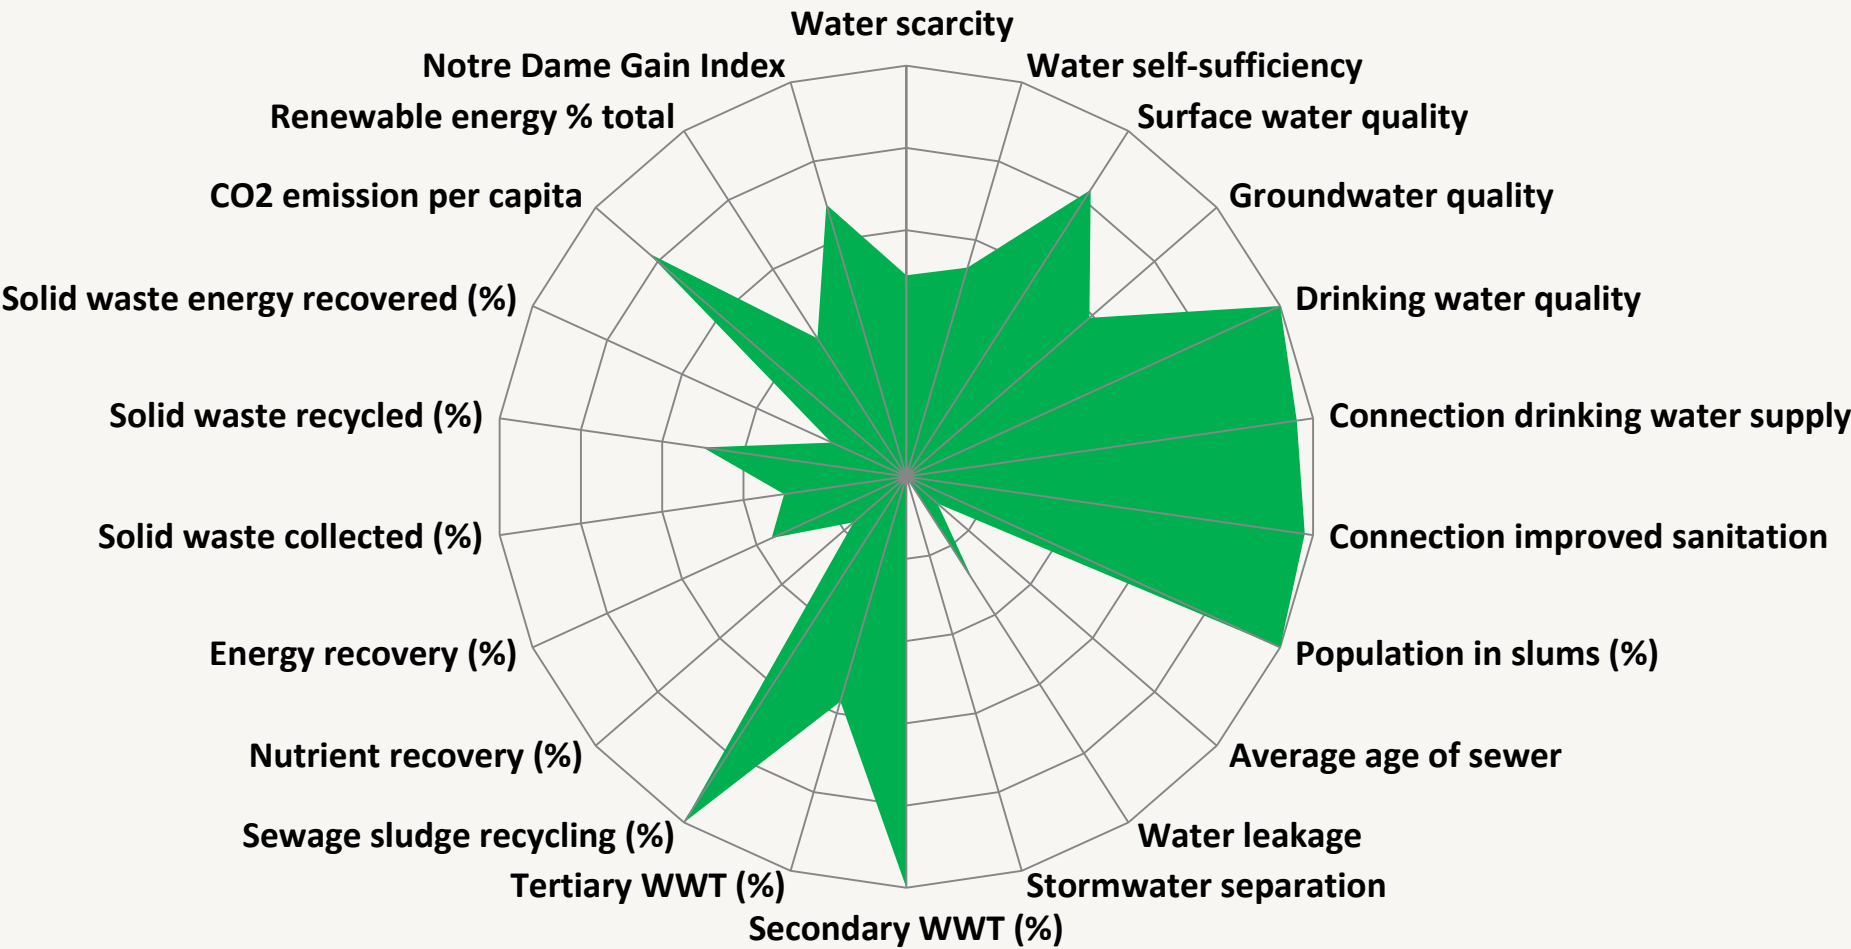 Water scarcity
Water self-sufficiency
Surface water quality
Groundwater quality
Drinking water quality
Connection drinking water supply
Connection improved sanitation
Population in slums (%)
Average age of sewer
Water leakage
Stormwater separation
Secondary WWT (%)
Tertiary WWT (%)
Sewage sludge recycling (%)
Nutrient recovery (%)
Energy recovery (%)
Solid waste collected (%)
Solid waste recycled (%)
Solid waste energy recovered (%)
CO2 emission per capita
Renewable energy % total
Notre Dame Gain Index